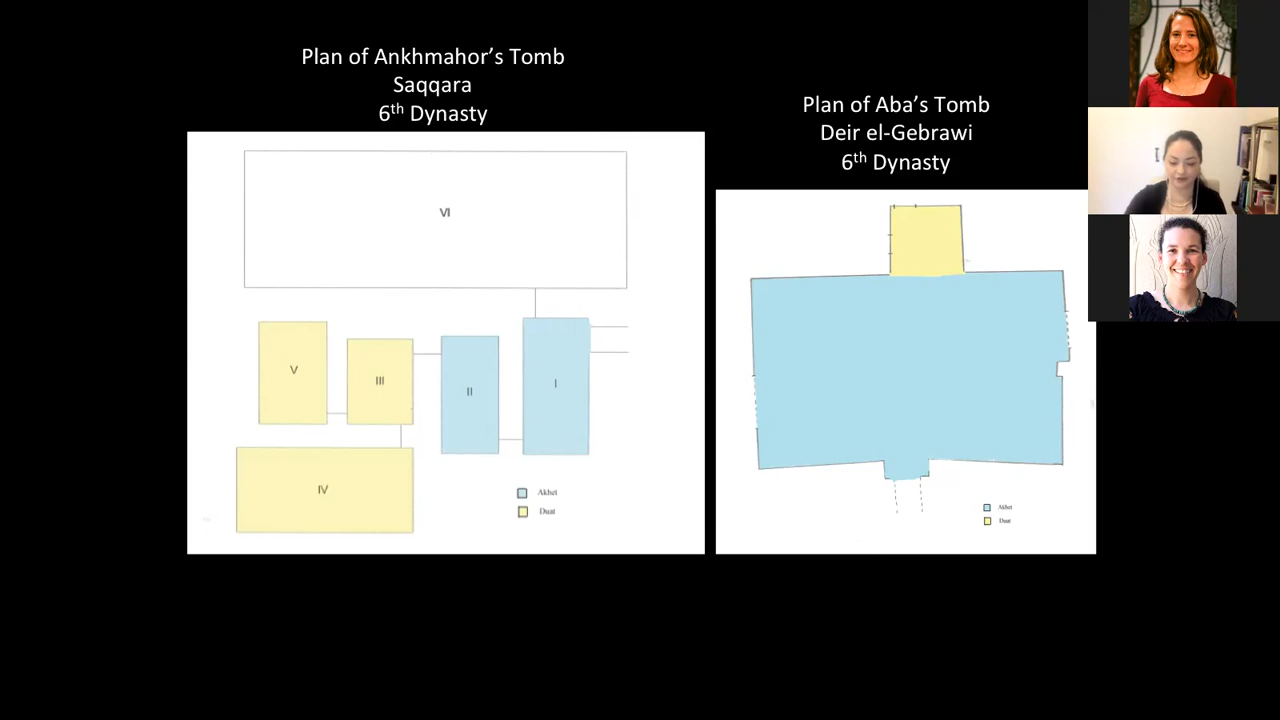 Plan of Ankhmahor's Tomb
Saqqara
6th Dynasty
Plan of Aba's Tomb
Deir el-Gebrawi
6th Dynasty
VI
V
III
II
I
IV
Akhet
Duat
Akhet
Duat